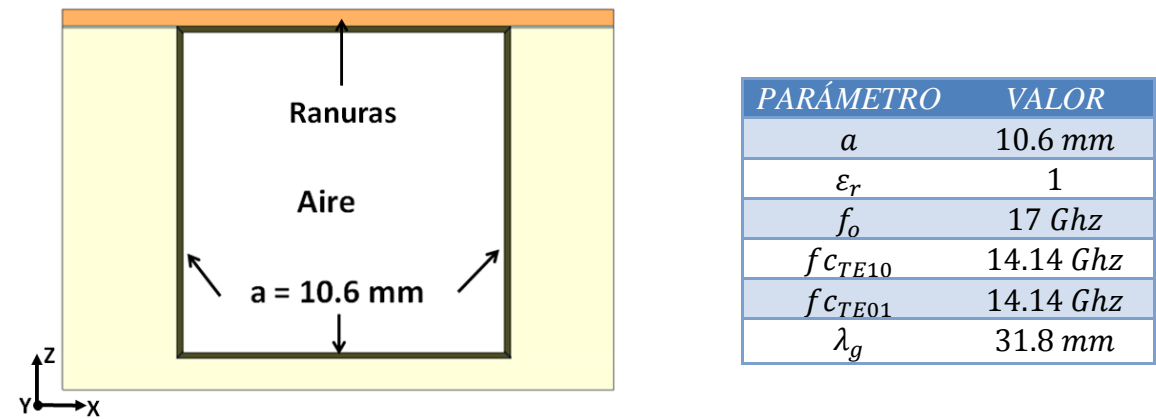 Ranuras
Aire
a = 10.6 mm
Z
Y
X
PARÁMETRO VALOR
a 10.6 mm
εr 1
fo 17 Ghz
fcTE10 14.14 Ghz
fcTE01 14.14 Ghz
λg 31.8 mm